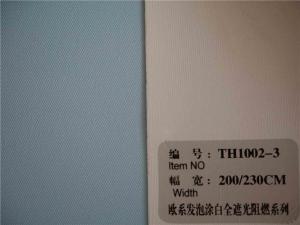 编 号: TH1002-3
Item NO
幅 宽: 200/230CM
Width
欧系发泡涂白全遮光阻燃系列